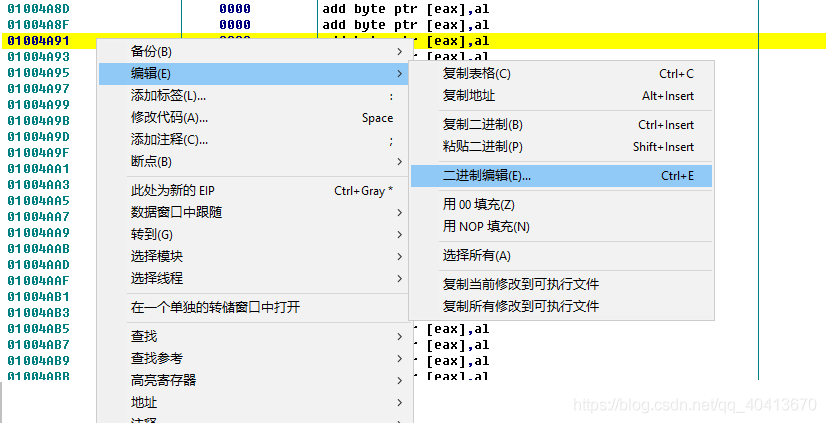 01004A8D 0000 add byte ptr [eax],al
01004A8F 0000 add byte ptr [eax],al
01004A91 0000 add byte ptr [eax],al
01004A93 [eax],al
01004A95
01004A97
01004A99
01004A9B
01004A9D
01004A9F
01004AA1
01004AA3
01004AA5
01004AA7
01004AA9
01004AAB
01004AAD
01004AAF
01004AB1
01004AB3
01004AB5 r [eax],al
01004AB7 r [eax],al
01004AB9 r [eax],al
01004ABB r [eax],al
备份(B)
编辑(E)
添加标签(L)... :
修改代码(A)... Space
添加注释(C)... ;
断点(B)
此处为新的 EIP Ctrl+Gray *
数据窗口中跟随
转到(G)
选择模块
选择线程
在一个单独的转储窗口中打开
查找
查找参考
高亮寄存器
地址
注释
复制表格(C) Ctrl+C
复制地址 Alt+Insert
复制二进制(B) Ctrl+Insert
粘贴二进制(P) Shift+Insert
二进制编辑(E)... Ctrl+E
用 00 填充(Z)
用 NOP 填充(N)
选择所有(A)
复制当前修改到可执行文件
复制所有修改到可执行文件
https://blog.csdn.net/qq_40413670